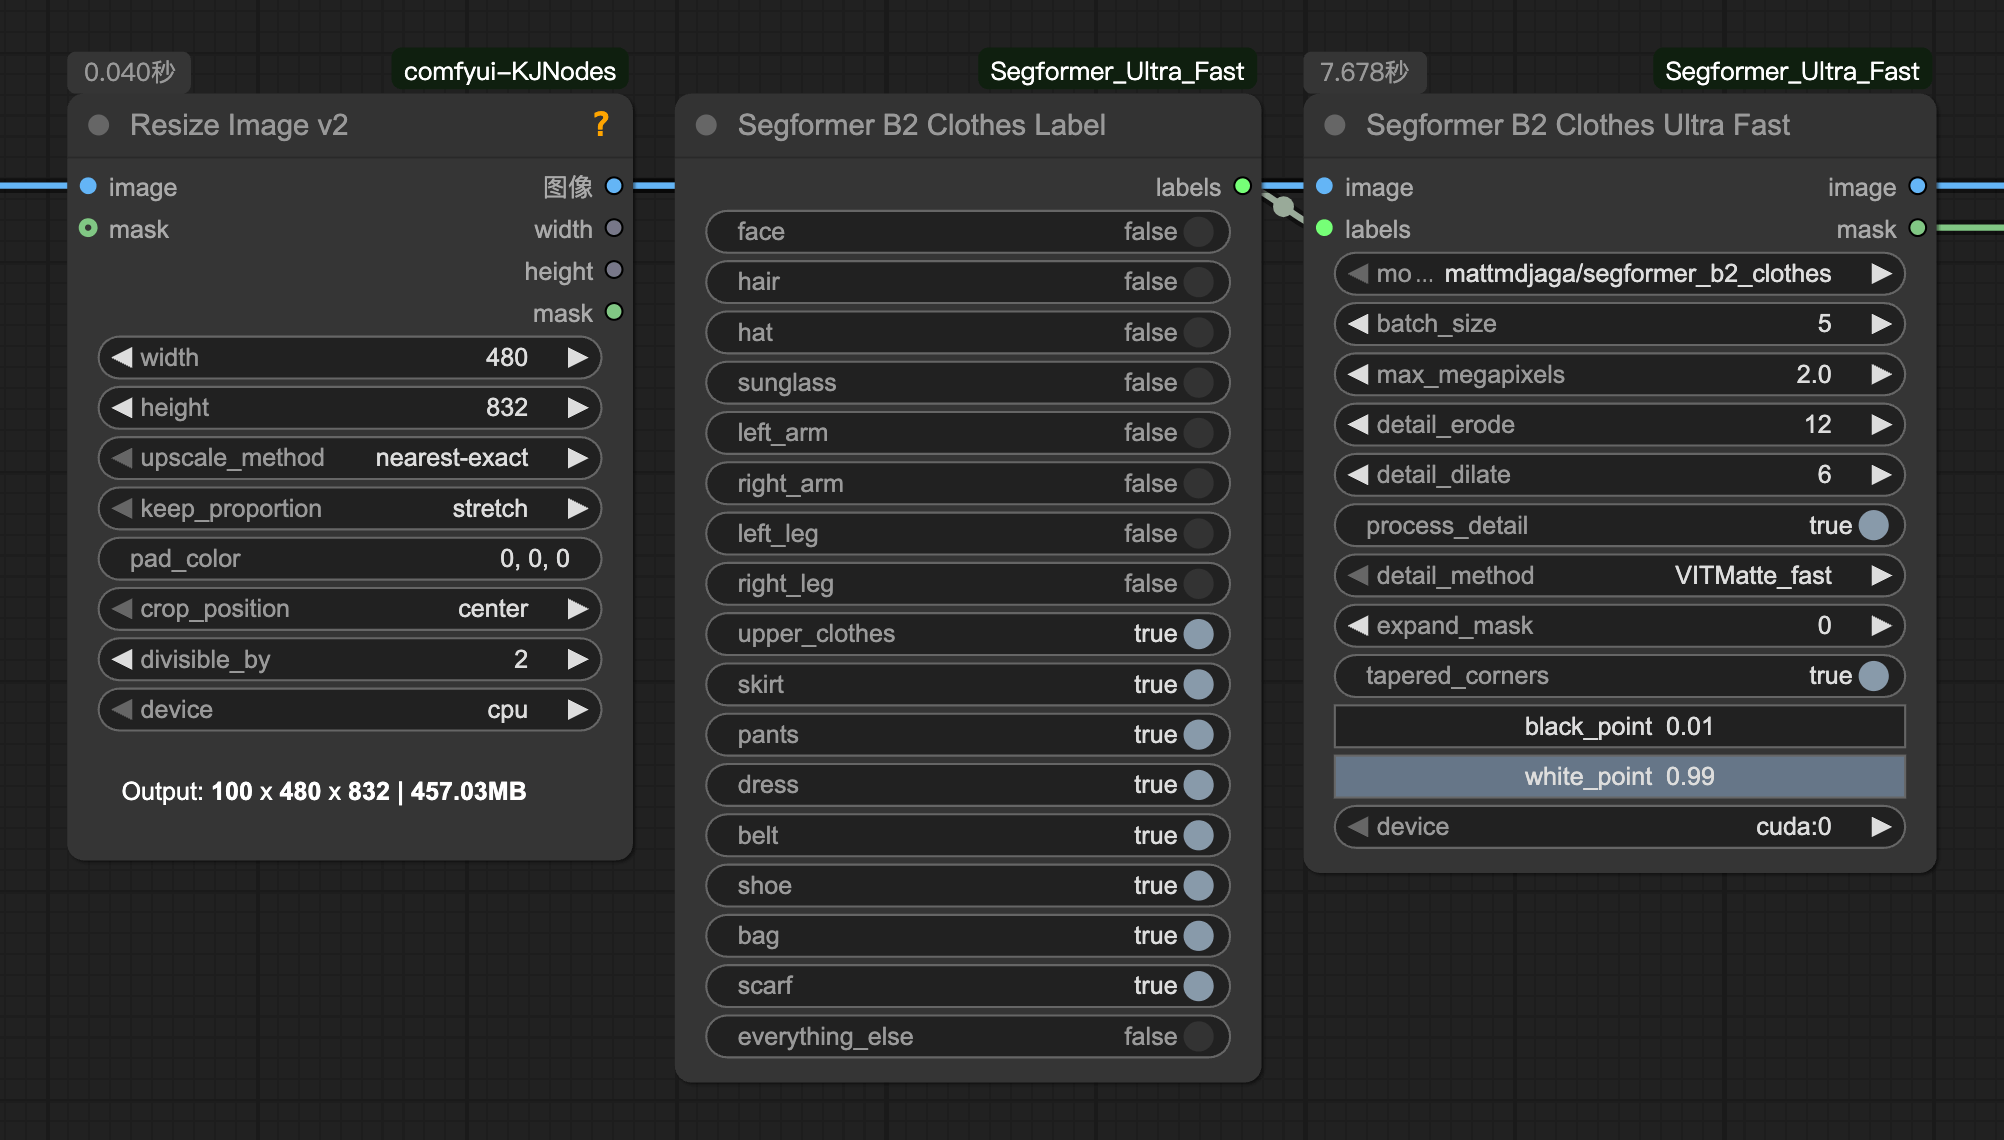 0.040秒
comfyui-KJNodes
Resize Image v2
?
image
图像
mask
width
height
mask
width 480
height 832
upscale_method nearest-exact
keep_proportion stretch
pad_color 0, 0, 0
crop_position center
divisible_by 2
device cpu
Output: 100 x 480 x 832 | 457.03MB
Segformer_Ultra_Fast
Segformer B2 Clothes Label
labels
face false
hair false
hat false
sunglass false
left_arm false
right_arm false
left_leg false
right_leg false
upper_clothes true
skirt true
pants true
dress true
belt true
shoe true
bag true
scarf true
everything_else false
7.678秒
Segformer_Ultra_Fast
Segformer B2 Clothes Ultra Fast
image image
labels mask
mo... mattmdjaga/segformer_b2_clothes
batch_size 5
max_megapixels 2.0
detail_erode 12
detail_dilate 6
process_detail true
detail_method VITMatte_fast
expand_mask 0
tapered_corners true
black_point 0.01
white_point 0.99
device cuda:0